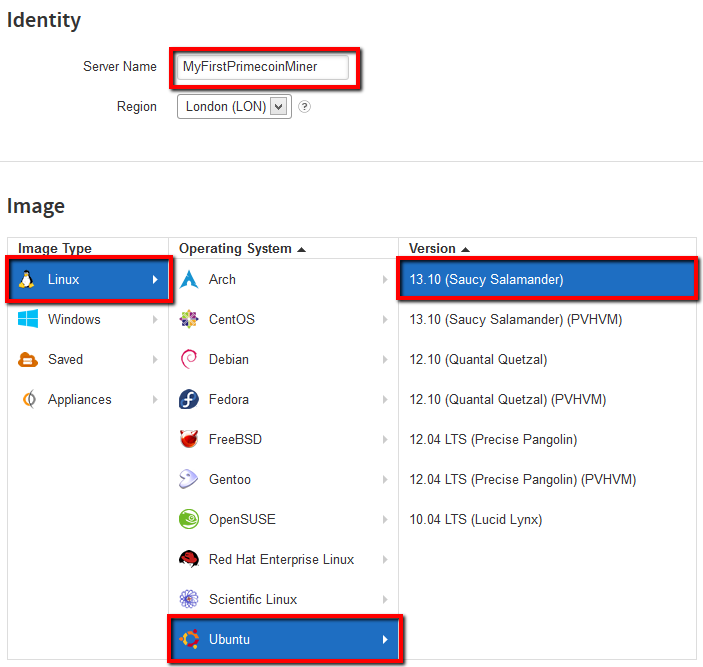 Identity
Server Name MyFirstPrimecoinMiner
Region London (LON) ?
Image
Image Type Operating System Version
Linux Arch 13.10 (Saucy Salamander)
Windows CentOS 13.10 (Saucy Salamander) (PVHVM)
Saved Debian 12.10 (Quantal Quetzal)
Appliances Fedora 12.10 (Quantal Quetzal) (PVHVM)
FreeBSD 12.04 LTS (Precise Pangolin)
Gentoo 12.04 LTS (Precise Pangolin) (PVHVM)
OpenSUSE 10.04 LTS (Lucid Lynx)
Red Hat Enterprise Linux
Scientific Linux
Ubuntu